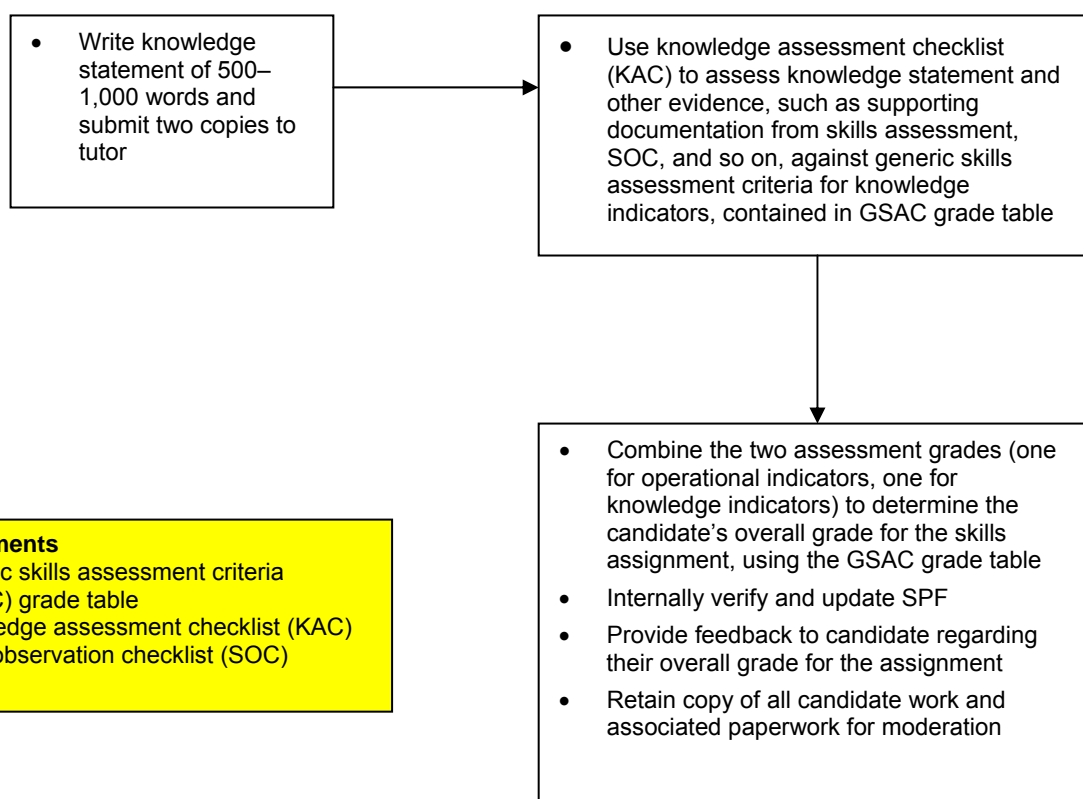 • Write knowledge
statement of 500–
1,000 words and
submit two copies to
tutor
• Use knowledge assessment checklist
(KAC) to assess knowledge statement and
other evidence, such as supporting
documentation from skills assessment,
SOC, and so on, against generic skills
assessment criteria for knowledge
indicators, contained in GSAC grade table
• Combine the two assessment grades (one
for operational indicators, one for
knowledge indicators) to determine the
candidate’s overall grade for the skills
assignment, using the GSAC grade table
• Internally verify and update SPF
• Provide feedback to candidate regarding
their overall grade for the assignment
• Retain copy of all candidate work and
associated paperwork for moderation
ments
c skills assessment criteria
) grade table
edge assessment checklist (KAC)
observation checklist (SOC)